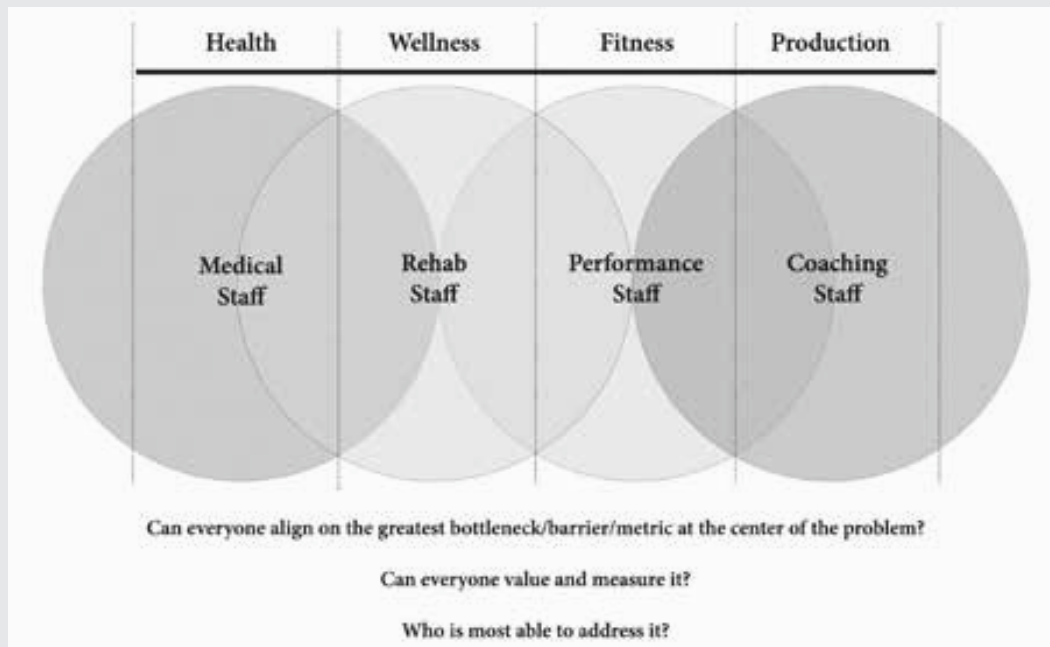 Health Wellness Fitness Production
Medical Staff
Rehab Staff
Performance Staff
Coaching Staff
Can everyone align on the greatest bottleneck/barrier/metric at the center of the problem?
Can everyone value and measure it?
Who is most able to address it?